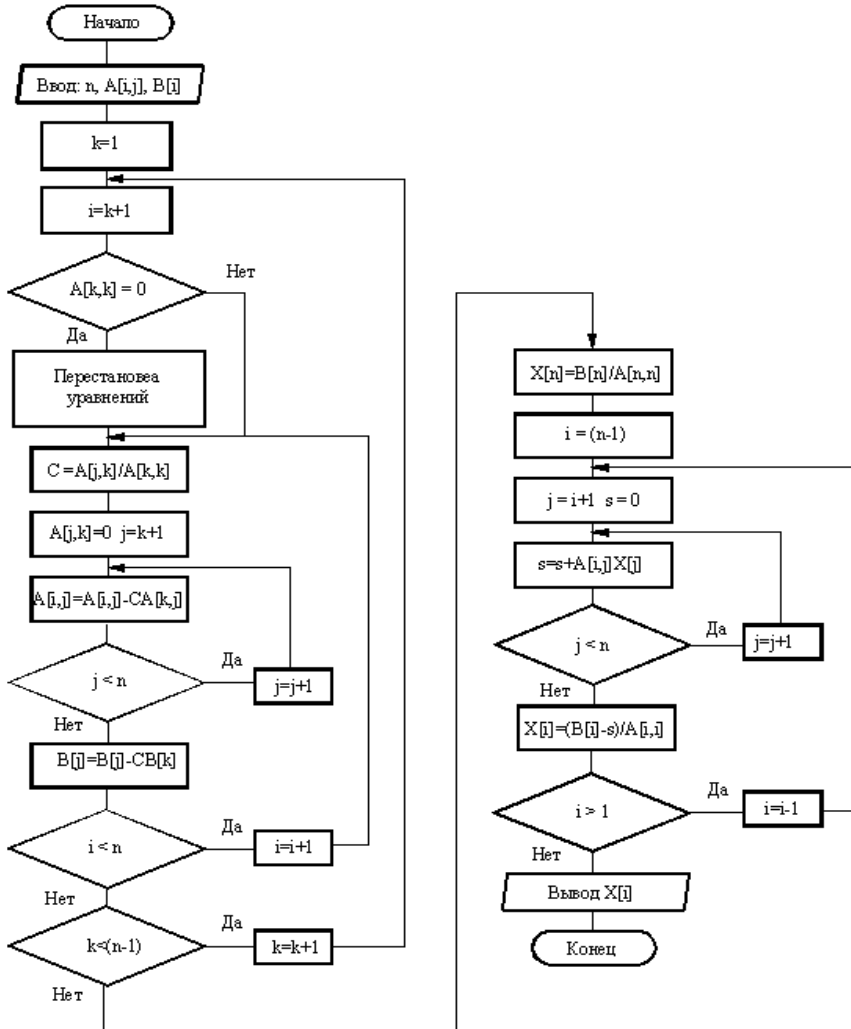 Начало
Ввод: n, A[i,j], B[i]
k=1
i=k+1
A[k,k] = 0
Нет
Да
Перестановеа
уравнений
C =A[j,k]/A[k,k]
A[j,k]=0 j=k+1
A[i,j]=A[i,j]-CA[k,j]
j < n
Да
j=j+1
Нет
B[j]=B[j]-CB[k]
i < n
Да
i=i+1
Нет
k<(n-1)
Да
k=k+1
Нет
X[n]=B[n]/A[n,n]
i = (n-1)
j = i+1 s = 0
s=s+A[i,j]X[j]
j < n
Да
j=j+1
Нет
X[i]=(B[i]-s)/A[i,i]
i > 1
Да
i=i-1
Нет
Вывод X[i]
Конец